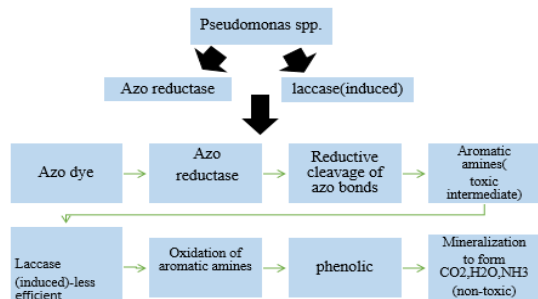 Pseudomonas spp.
Azo reductase
laccase(induced)
Azo dye
Azo
reductase
Reductive
cleavage of
azo bonds
Aromatic
amines(
toxic
intermediate)
Laccase
(induced)-less
efficient
Oxidation of
aromatic amines
phenolic
Mineralization
to form
CO2,H2O,NH3
(non-toxic)